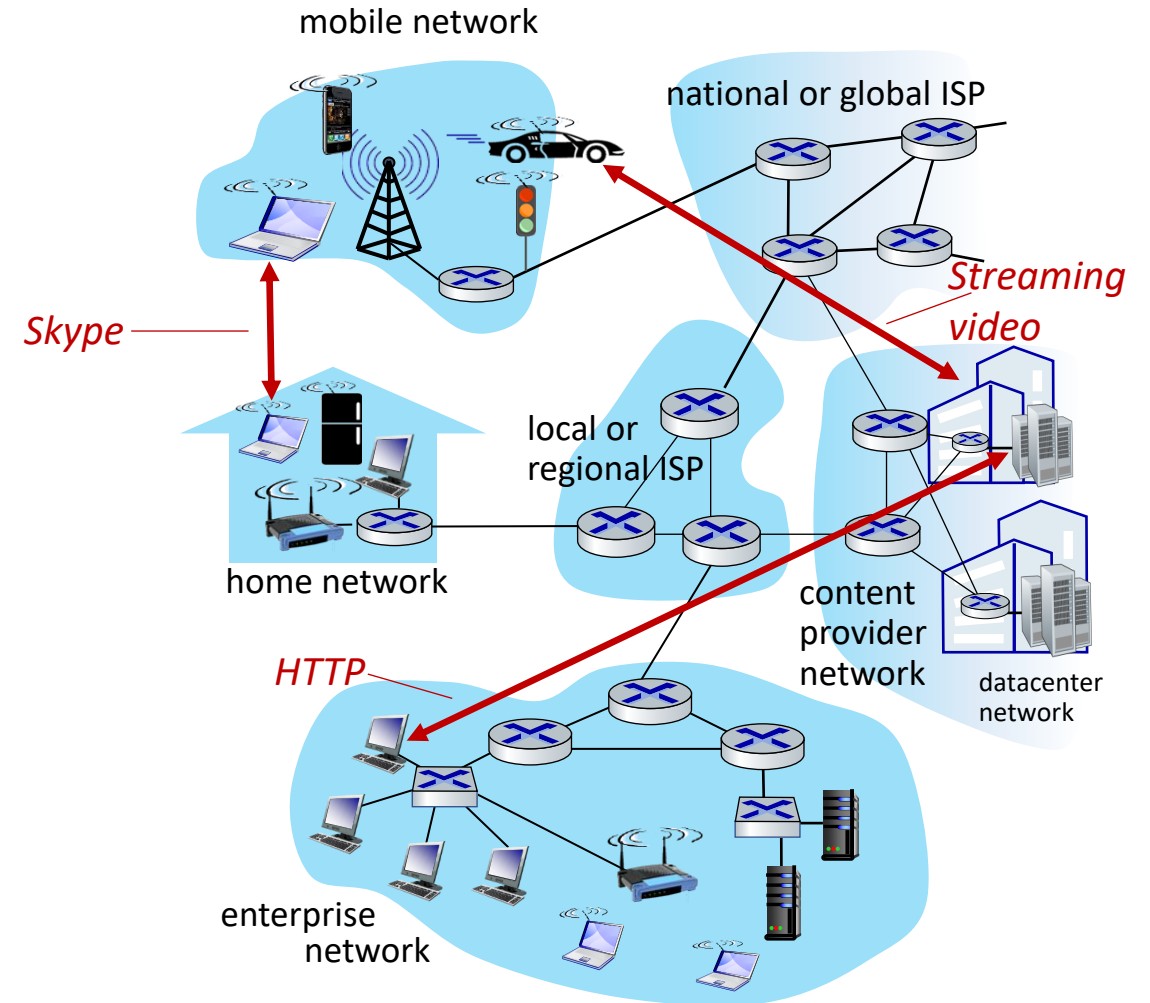 mobile network
national or global ISP
Streaming
video
Skype
local or
regional ISP
home network
content
provider
network
datacenter
network
HTTP
enterprise
network